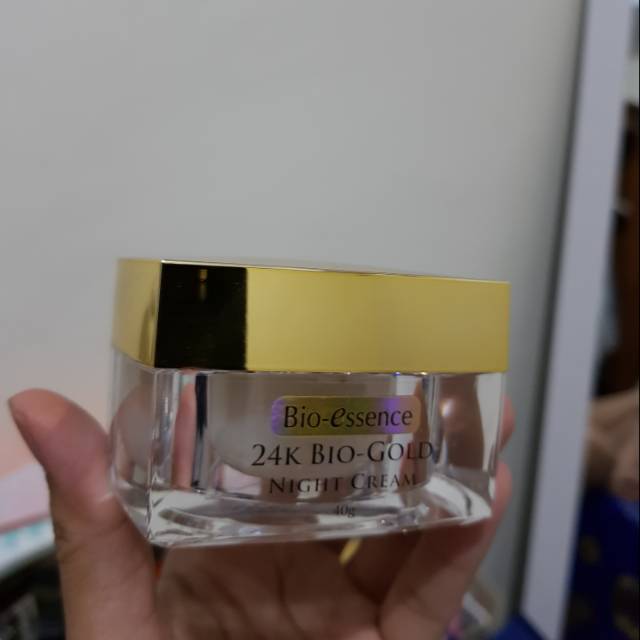 Bio-essence
24K BIO-GOLD
NIGHT CREAM
40g